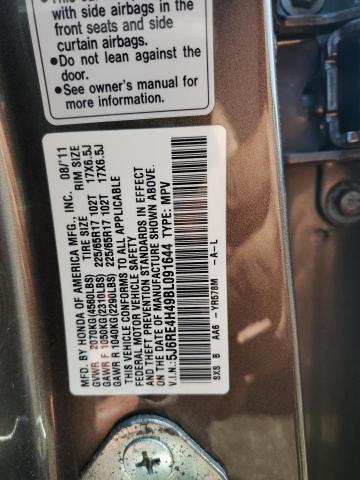 with side airbags in the
front seats and side
curtain airbags.
●Do not lean against the
door.
●See owner's manual for
more information.
MFD. BY HONDA OF AMERICA MFG., INC. 08/'11
TIRE SIZE RIM SIZE
GVWR 2070KG(4560LBS) 225/65R17 102T 17X6.5J
GAWR F 1050KG(2310LBS) 225/65R17 102T 17X6.5J
GAWR R 1040KG(2290LBS)
THIS VEHICLE CONFORMS TO ALL APPLICABLE
FEDERAL MOTOR VEHICLE SAFETY STANDARDS IN EFFECT
AND THEFT PREVENTION STANDARDS IN EFFECT
ON THE DATE OF MANUFACTURE SHOWN ABOVE.
V.I.N.:5J6RE4H49BL091644 TYPE: MPV
SXS B AA6 -YR578M -A-L